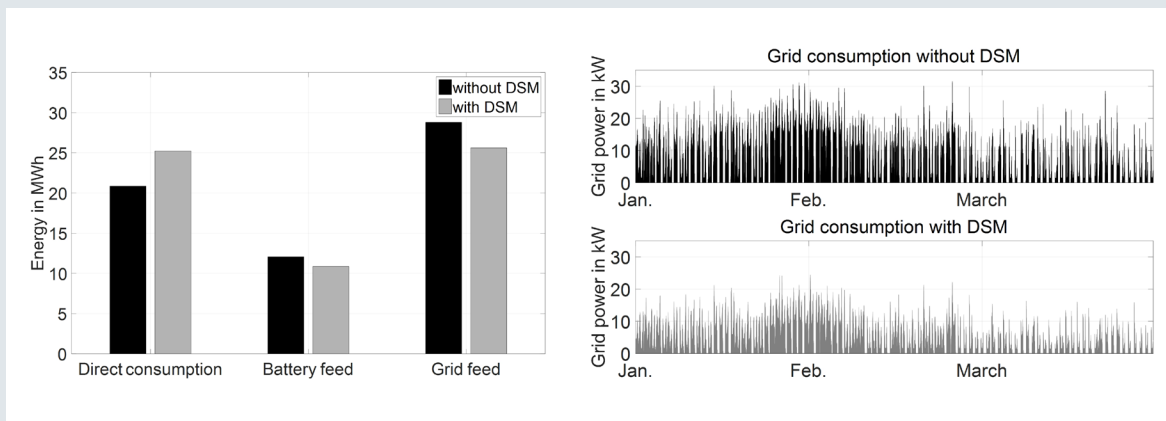 35
30
25
20
15
10
5
0
Energy in MWh
without DSM
with DSM
Direct consumption
Battery feed
Grid feed
Grid consumption without DSM
Grid power in kW
30
20
10
0
Jan.
Feb.
March
Grid consumption with DSM
Grid power in kW
30
20
10
0
Jan.
Feb.
March